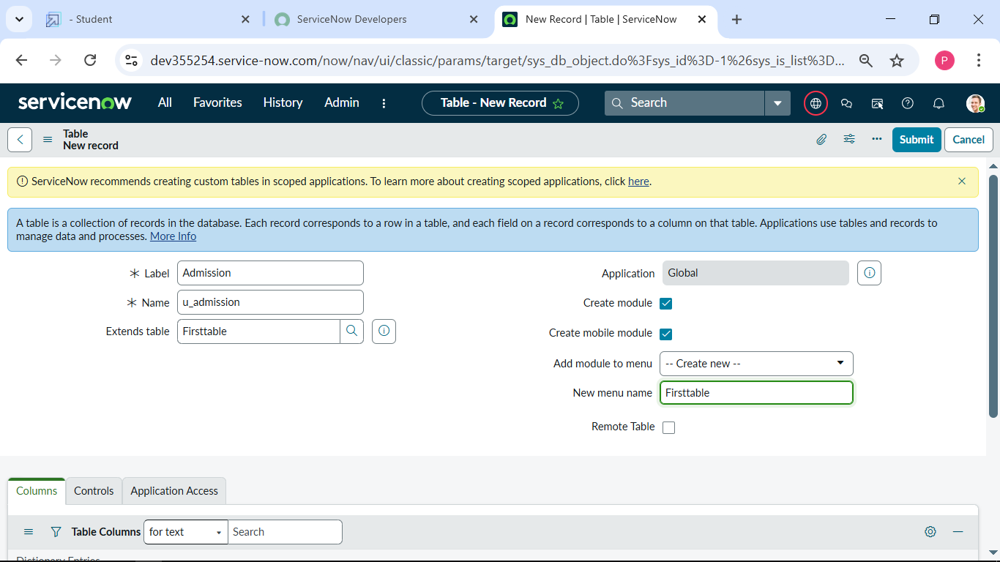 - Student
ServiceNow Developers
New Record | Table | ServiceNow
dev355254.service-now.com/now/nav/ui/classic/params/target/sys_db_object.do%3Fsys_id%3D-1%26sys_is_list%3D...
P
servicenow
All
Favorites
History
Admin
Table - New Record
Search
Table
New record
Submit
Cancel
ServiceNow recommends creating custom tables in scoped applications. To learn more about creating scoped applications, click here.
A table is a collection of records in the database. Each record corresponds to a row in a table, and each field on a record corresponds to a column on that table. Applications use tables and records to
manage data and processes. More Info
Label Admission
Name u_admission
Extends table Firsttable
Application Global
Create module
Create mobile module
Add module to menu -- Create new --
New menu name Firsttable
Remote Table
Columns
Controls
Application Access
Table Columns for text Search
Dictionary Entries